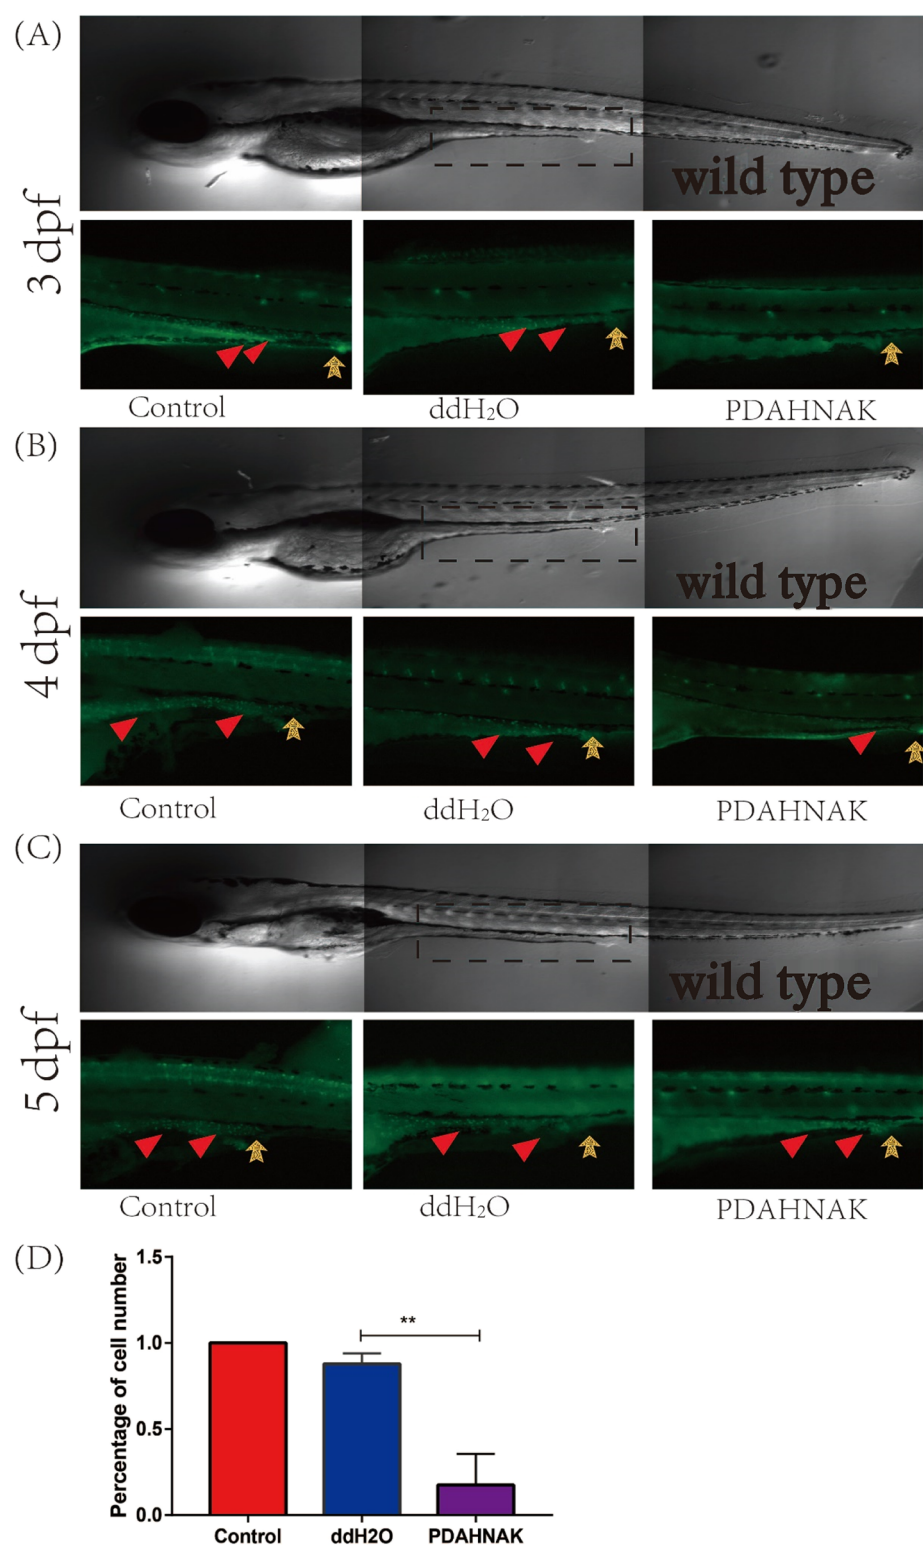 (A)
wild type
3 dpf
Control
ddH₂O
PDAHNAK
(B)
wild type
4 dpf
Control
ddH₂O
PDAHNAK
(C)
wild type
5 dpf
Control
ddH₂O
PDAHNAK
(D)
Percentage of cell number
1.5
**
1.0
0.5
0.0
Control
ddH2O
PDAHNAK